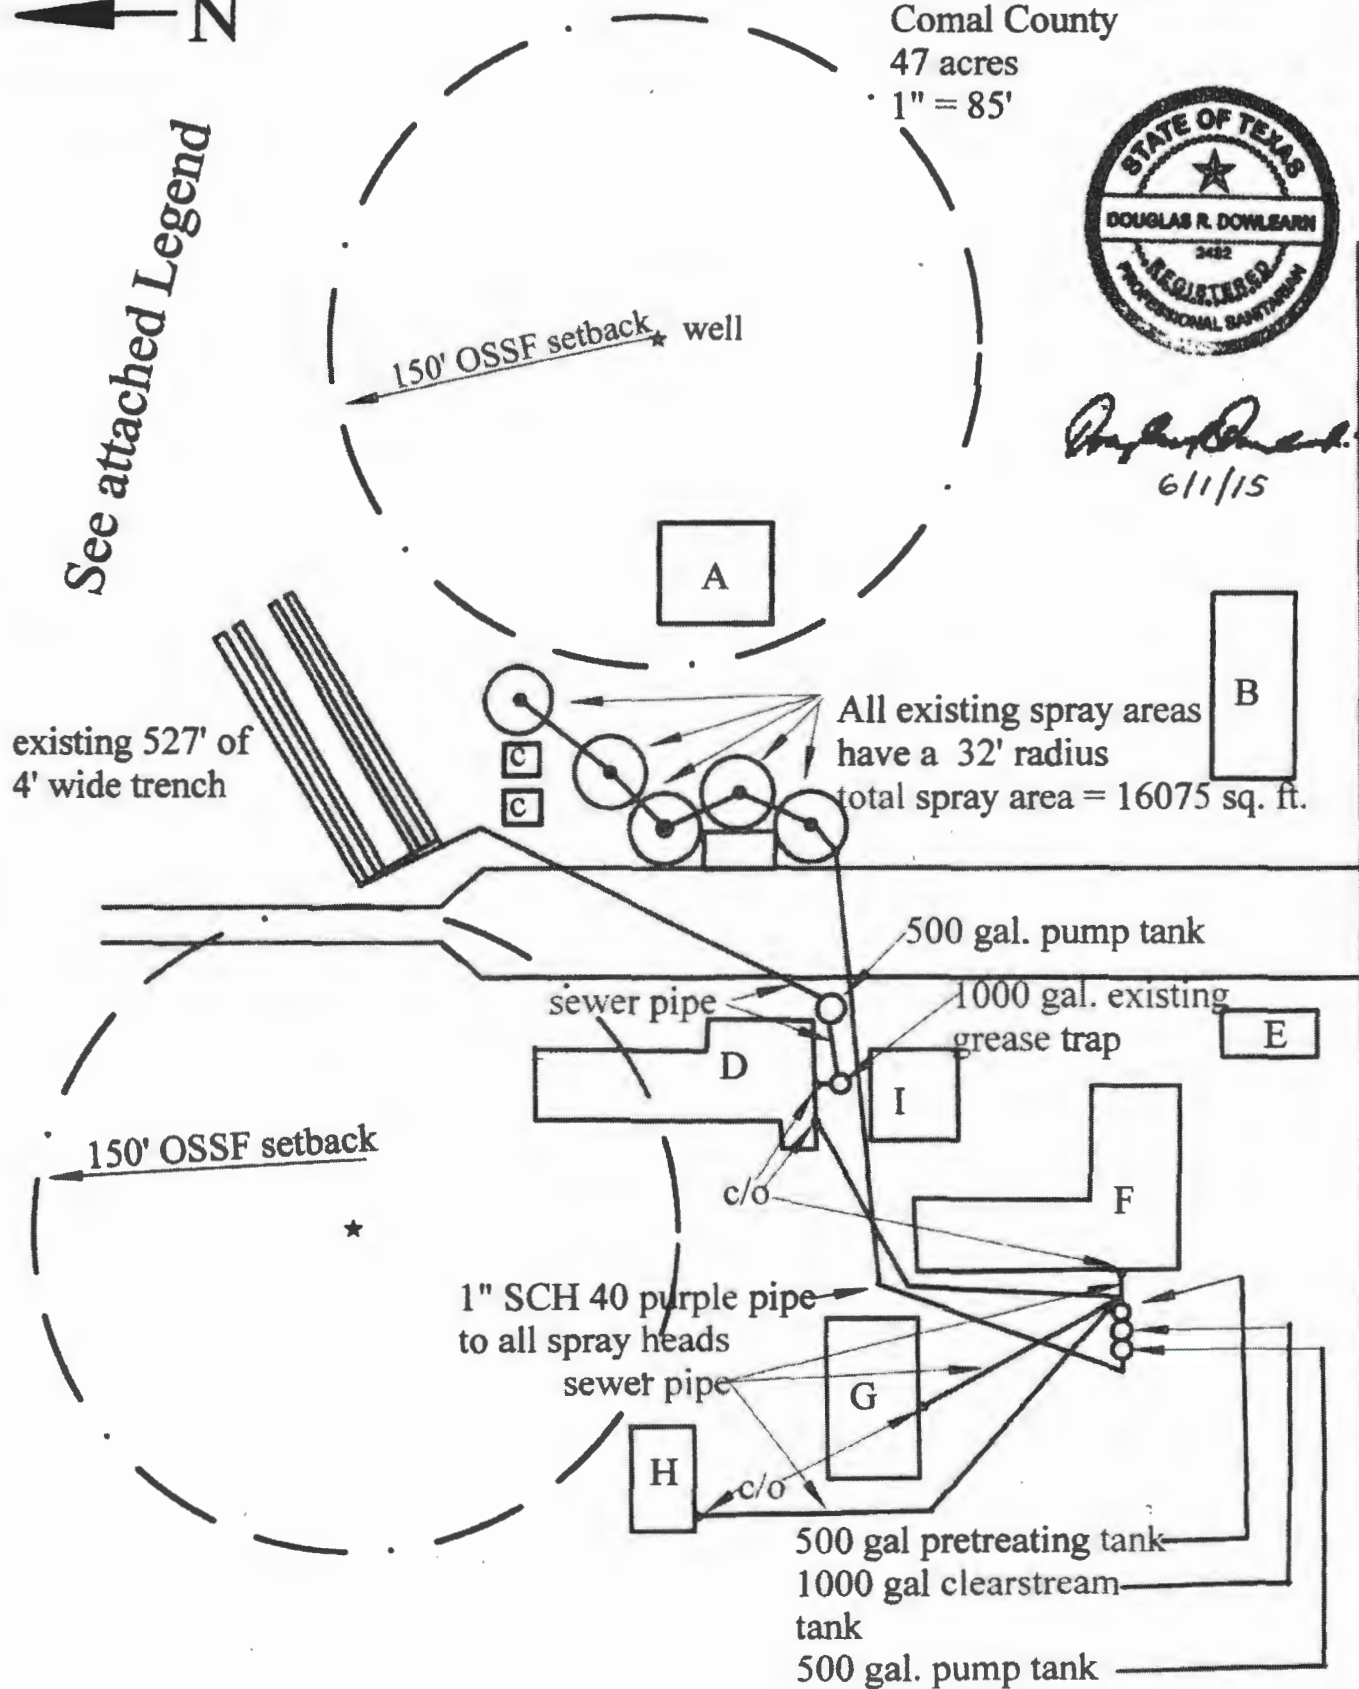 N
Comal County
47 acres
1" = 85'
STATE OF TEXAS
DOUGLAS R. DOWLEARN
2432
REGISTERED
PROFESSIONAL SANITARIAN
6/1/15
See attached Legend
150' OSSF setback
well
A
B
existing 527' of
4' wide trench
c
c
All existing spray areas
have a 32' radius
total spray area = 16075 sq. ft.
500 gal. pump tank
sewer pipe
1000 gal. existing
grease trap
E
D
I
150' OSSF setback
c/o
F
1" SCH 40 purple pipe
to all spray heads
sewer pipe
G
H
c/o
500 gal pretreating tank
1000 gal clearstream
tank
500 gal. pump tank